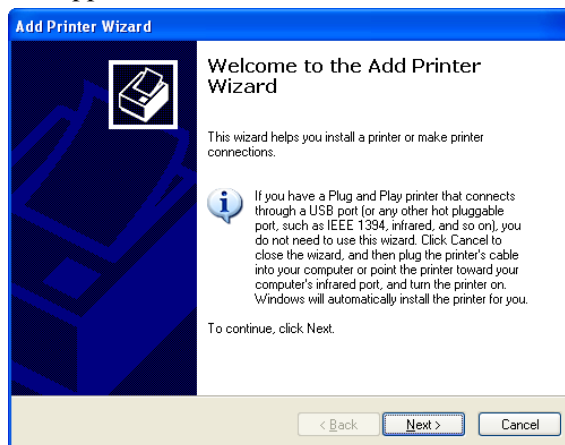 Add Printer Wizard
Welcome to the Add Printer
Wizard
This wizard helps you install a printer or make printer
connections.
If you have a Plug and Play printer that connects
through a USB port (or any other hot pluggable
port, such as IEEE 1394, infrared, and so on), you
do not need to use this wizard. Click Cancel to
close the wizard, and then plug the printer's cable
into your computer or point the printer toward your
computer's infrared port, and turn the printer on.
Windows will automatically install the printer for you.
To continue, click Next.
< Back Next > Cancel